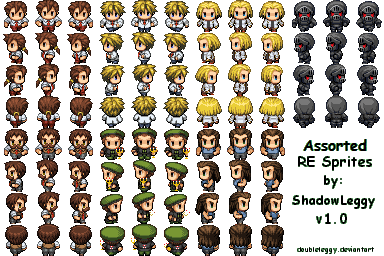 Assorted
RE Sprites
by:
ShadowLeggy
v1.0
doubleleggy.deviantart